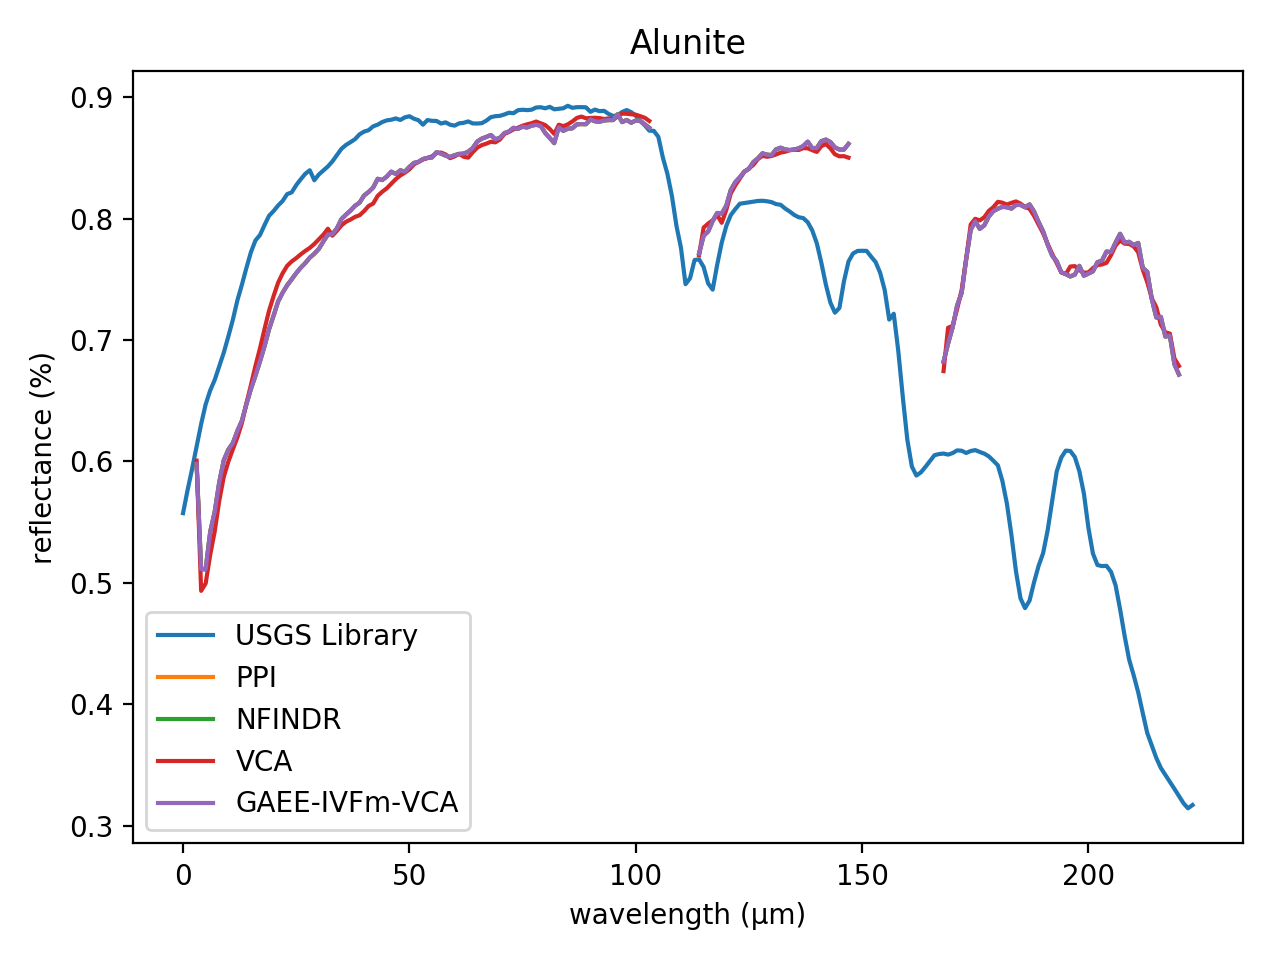 Alunite
0.9
0.8
0.7
0.6
0.5
0.4
0.3
reflectance (%)
USGS Library
PPI
NFINDR
VCA
GAEE-IVFm-VCA
0
50
100
150
200
wavelength (μm)